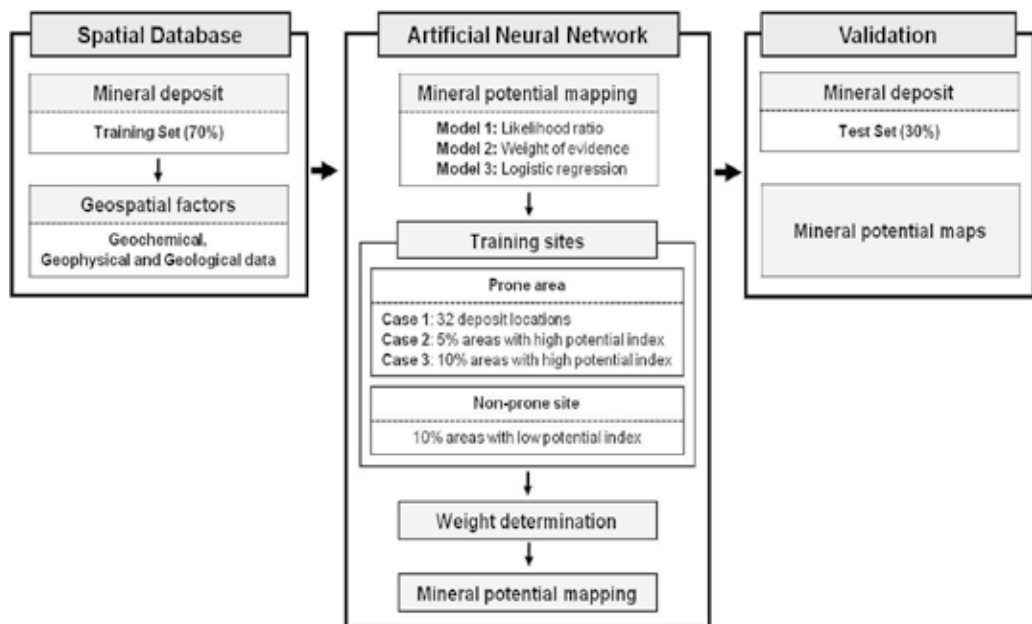 Spatial Database
Mineral deposit
Training Set (70%)
Geospatial factors
Geochemical,
Geophysical and Geological data
Artificial Neural Network
Mineral potential mapping
Model 1: Likelihood ratio
Model 2: Weight of evidence
Model 3: Logistic regression
Training sites
Prone area
Case 1: 32 deposit locations
Case 2: 5% areas with high potential index
Case 3: 10% areas with high potential index
Non-prone site
10% areas with low potential index
Weight determination
Mineral potential mapping
Validation
Mineral deposit
Test Set (30%)
Mineral potential maps